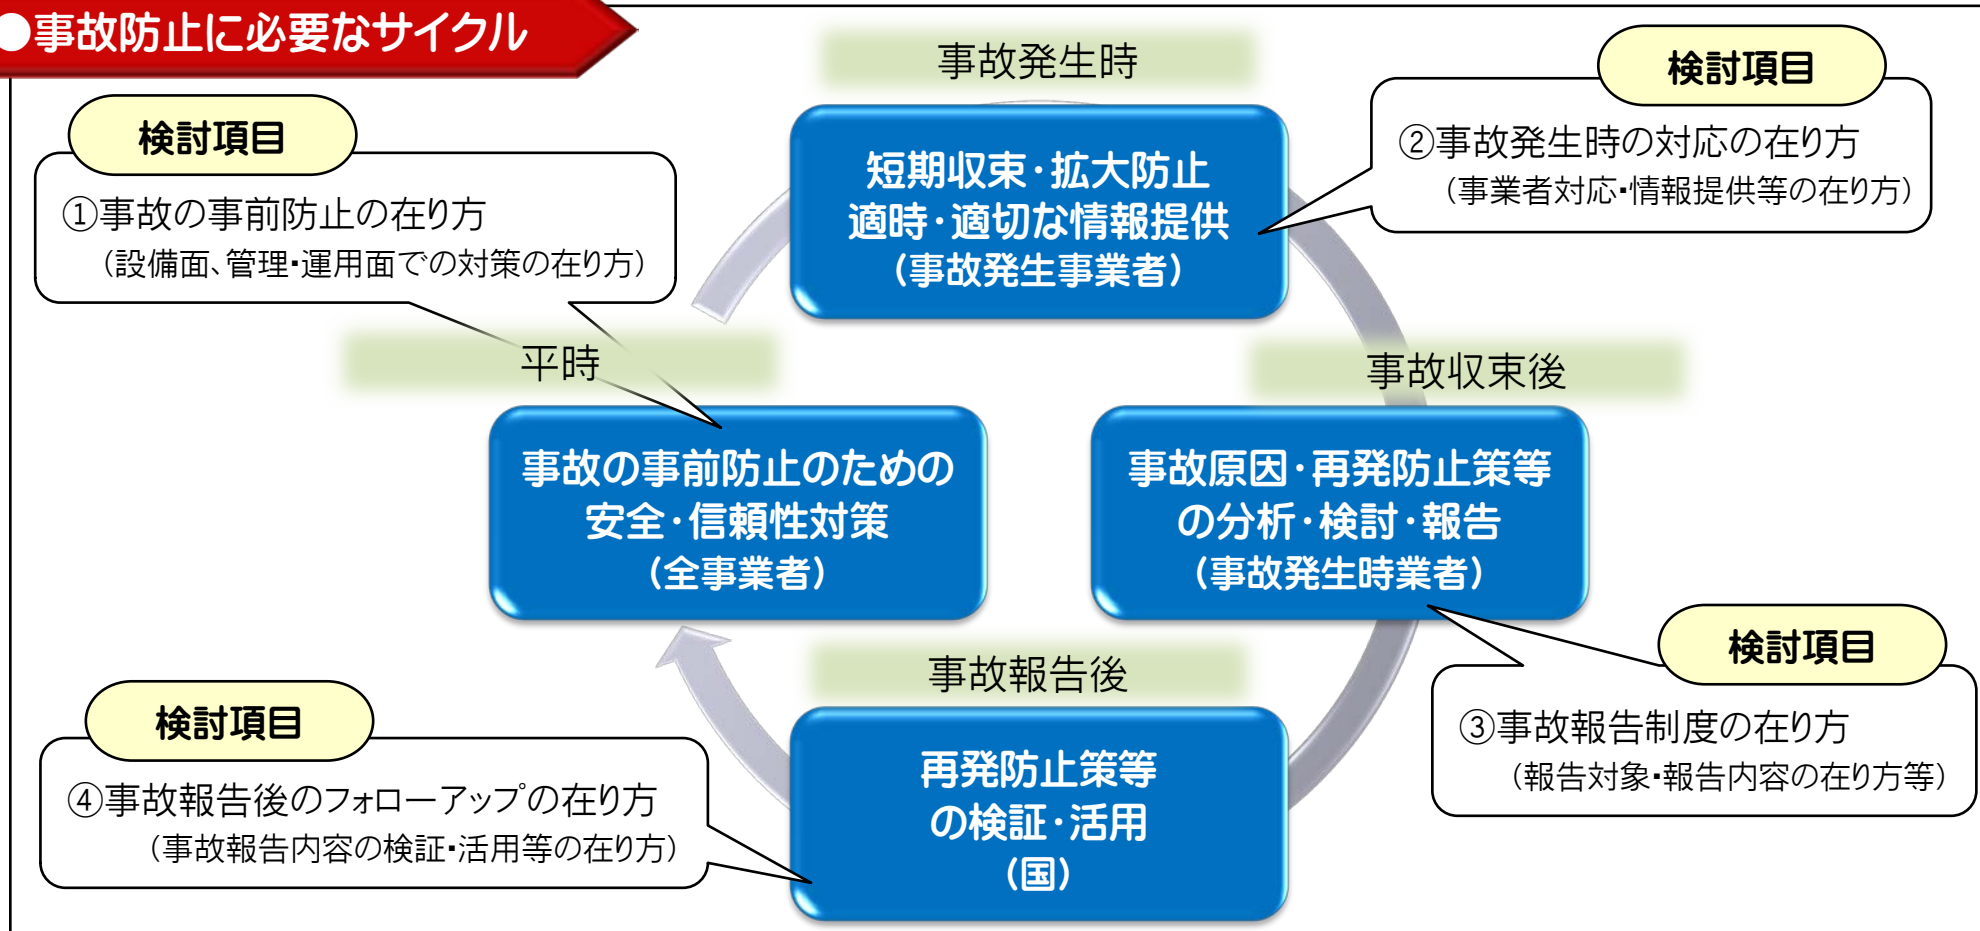 ●事故防止に必要なサイクル
事故発生時
検討項目
②事故発生時の対応の在り方
(事業者対応・情報提供等の在り方)
検討項目
①事故の事前防止の在り方
(設備面、管理・運用面での対策の在り方)
短期収束・拡大防止
適時・適切な情報提供
(事故発生事業者)
平時
事故収束後
事故の事前防止のための
安全・信頼性対策
(全事業者)
事故原因・再発防止策等
の分析・検討・報告
(事故発生時業者)
事故報告後
検討項目
③事故報告制度の在り方
(報告対象・報告内容の在り方等)
検討項目
④事故報告後のフォローアップの在り方
(事故報告内容の検証・活用等の在り方)
再発防止策等
の検証・活用
(国)